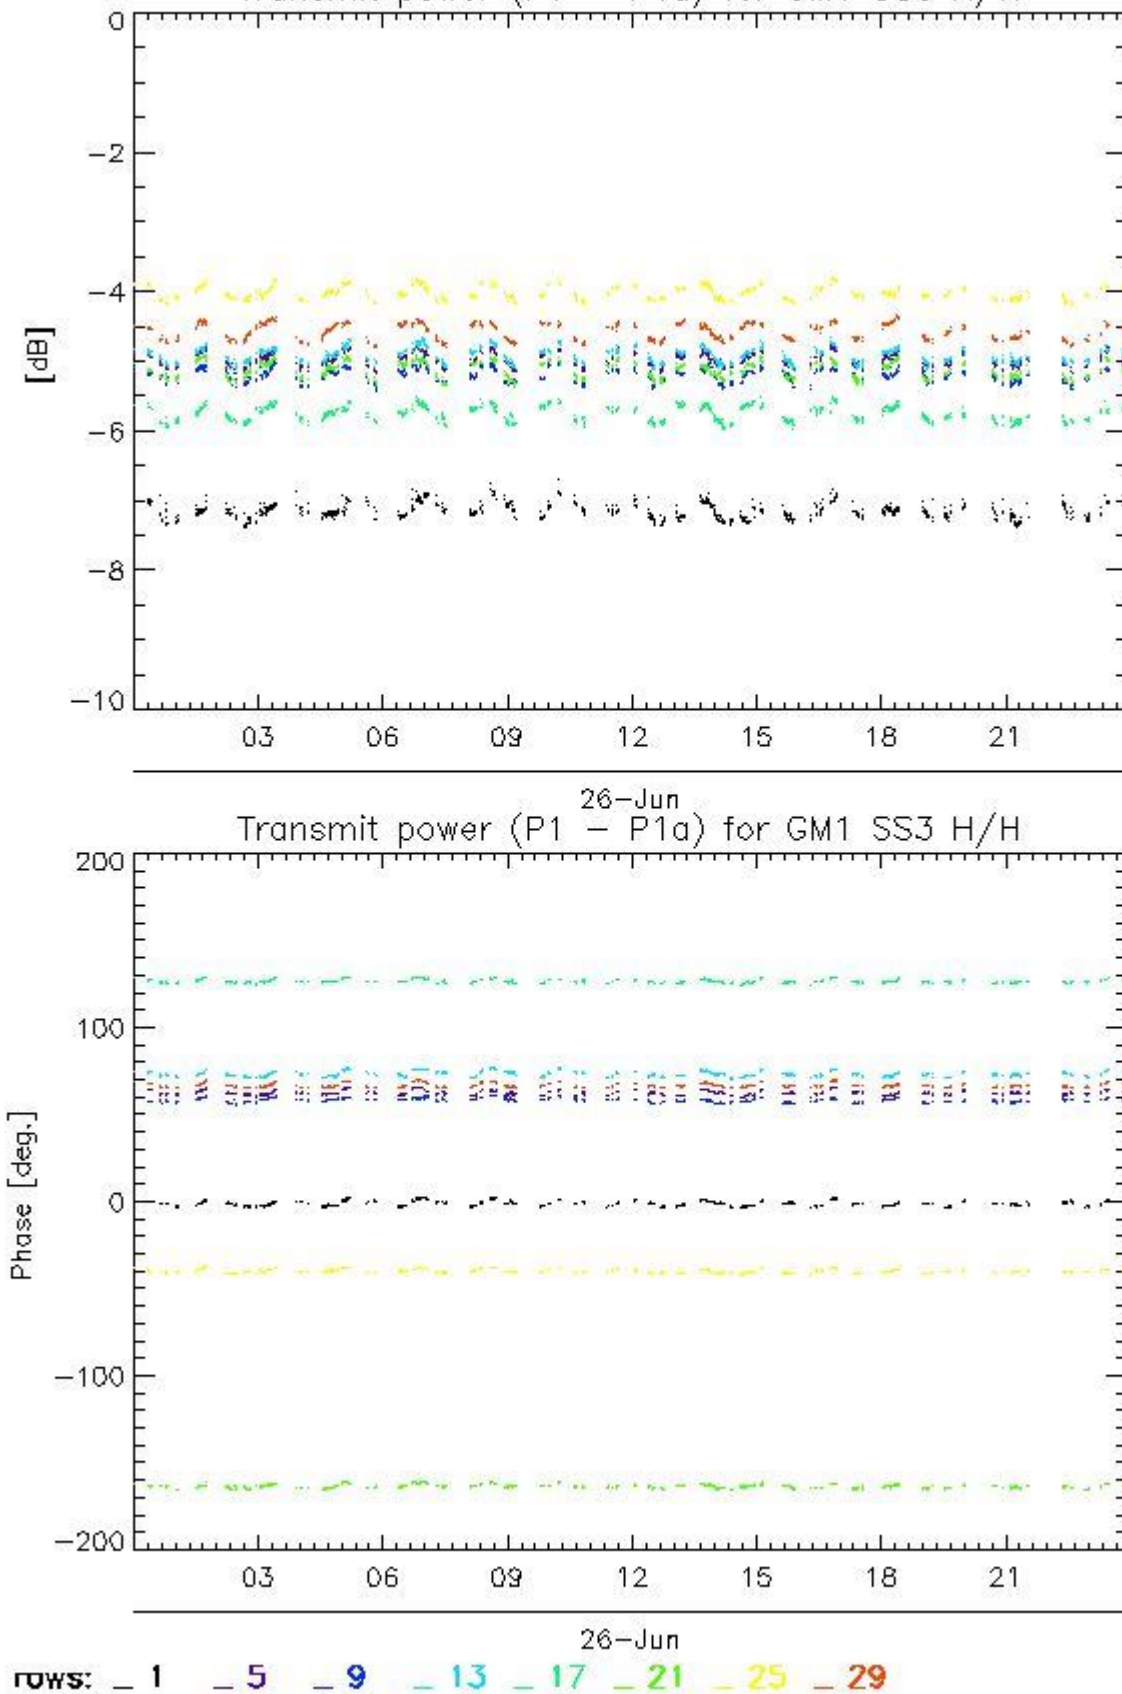 0
-2
-4
[dB]
-6
-8
-10
03 06 09 12 15 18 21
26-Jun
Transmit power (P1 - P1a) for GM1 SS3 H/H
200
100
0
Phase [deg.]
-100
-200
03 06 09 12 15 18 21
26-Jun
rows: _ 1 _ 5 _ 9 _ 13 _ 17 _ 21 _ 25 _ 29